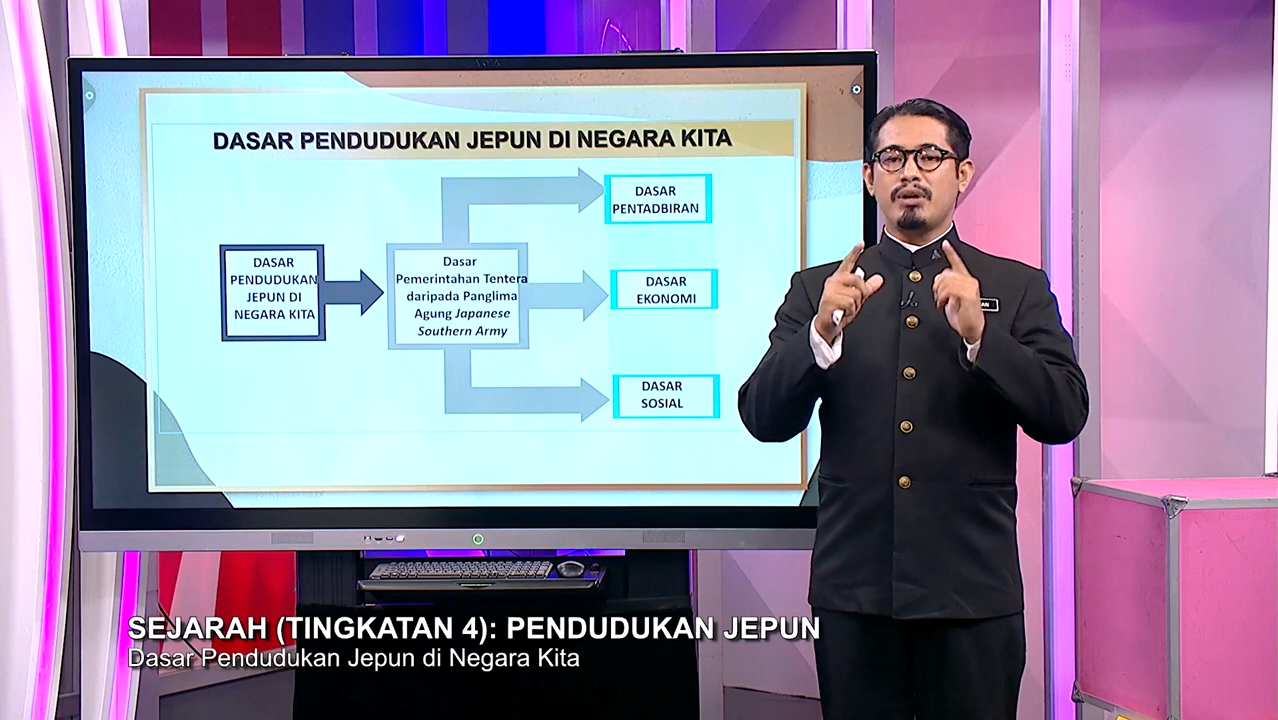 DASAR PENDUDUKAN JEPUN DI NEGARA KITA
DASAR
PENDUDUKAN
JEPUN DI
NEGARA KITA
Dasar
Pemerintahan Tentera
daripada Panglima
Agung Japanese
Southern Army
DASAR
PENTADBIRAN
DASAR
EKONOMI
DASAR
SOSIAL
SEJARAH (TINGKATAN 4): PENDUDUKAN JEPUN
Dasar Pendudukan Jepun di Negara Kita